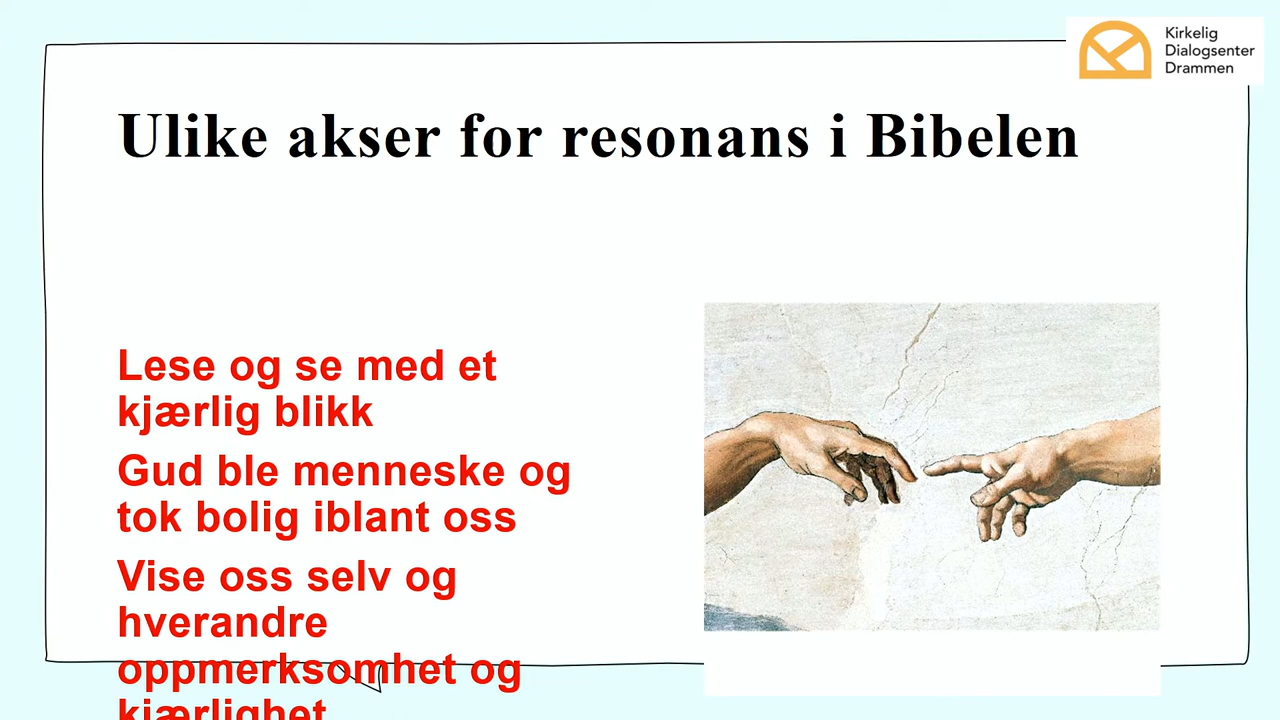 Kirkelig
Dialogsenter
Drammen
Ulike akser for resonans i Bibelen
Lese og se med et
kjærlig blikk
Gud ble menneske og
tok bolig iblant oss
Vise oss selv og
hverandre
oppmerksomhet og
kjærlighet